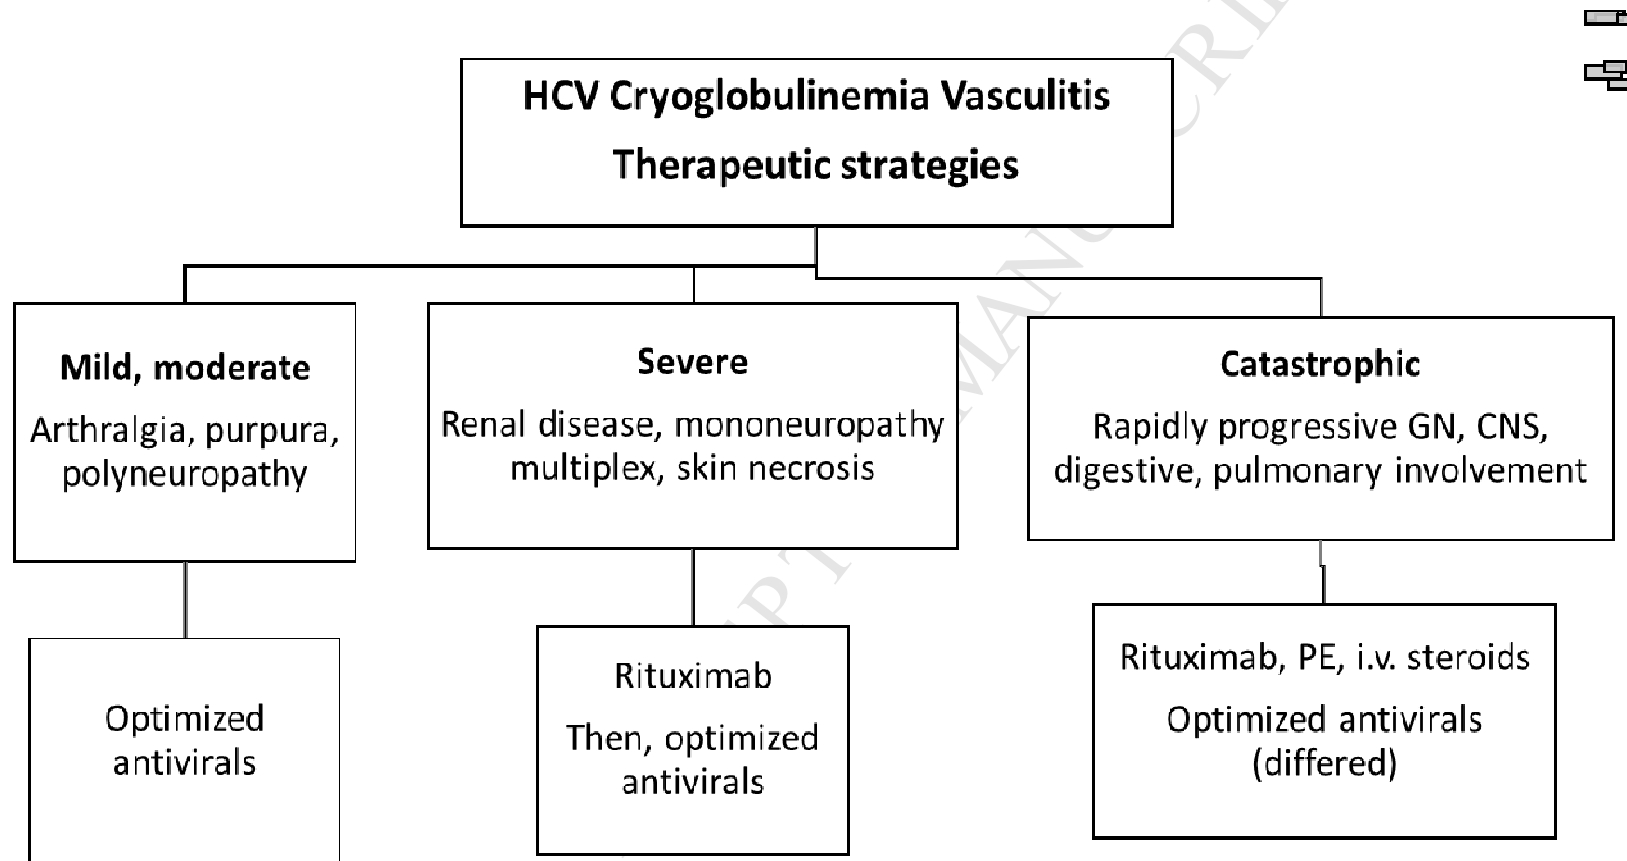 HCV Cryoglobulinemia Vasculitis
Therapeutic strategies
Mild, moderate
Arthralgia, purpura,
polyneuropathy
Severe
Renal disease, mononeuropathy
multiplex, skin necrosis
Catastrophic
Rapidly progressive GN, CNS,
digestive, pulmonary involvement
Optimized
antivirals
Rituximab
Then, optimized
antivirals
Rituximab, PE, i.v. steroids
Optimized antivirals
(differed)